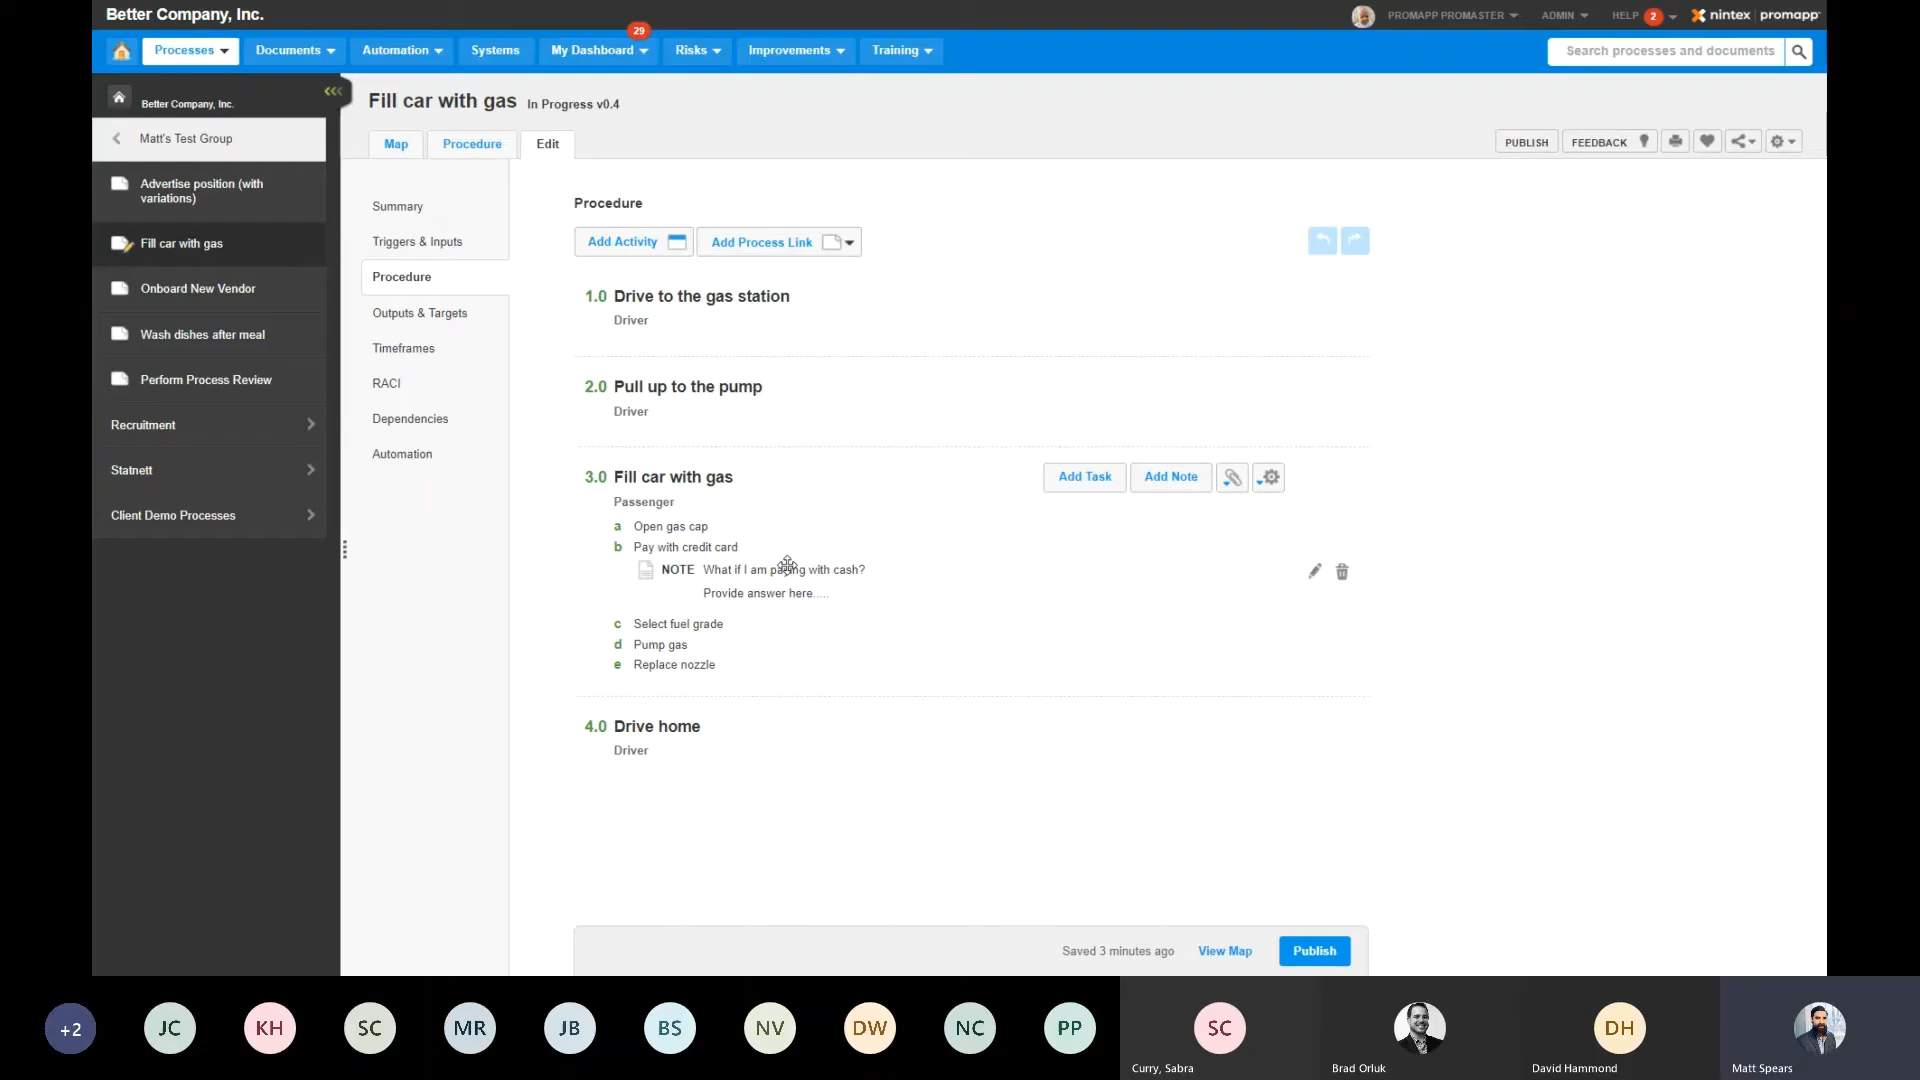 Better Company, Inc.
PROMAPP PROMASTER
ADMIN
HELP 2
nintex promapp
Processes
Documents
Automation
Systems
My Dashboard
29
Risks
Improvements
Training
Search processes and documents
Better Company, Inc.
Matt's Test Group
Advertise position (with
variations)
Fill car with gas
Onboard New Vendor
Wash dishes after meal
Perform Process Review
Recruitment
Statnett
Client Demo Processes
Fill car with gas In Progress v0.4
Map
Procedure
Edit
PUBLISH
FEEDBACK
Summary
Triggers & Inputs
Procedure
Outputs & Targets
Timeframes
RACI
Dependencies
Automation
Procedure
Add Activity
Add Process Link
1.0 Drive to the gas station
Driver
2.0 Pull up to the pump
Driver
3.0 Fill car with gas
Add Task
Add Note
Passenger
a Open gas cap
b Pay with credit card
NOTE What if I am paying with cash?
Provide answer here.....
c Select fuel grade
d Pump gas
e Replace nozzle
4.0 Drive home
Driver
Saved 3 minutes ago
View Map
Publish
+2
JC
KH
SC
MR
JB
BS
NV
DW
NC
PP
SC
DH
Curry, Sabra
Brad Orluk
David Hammond
Matt Spears